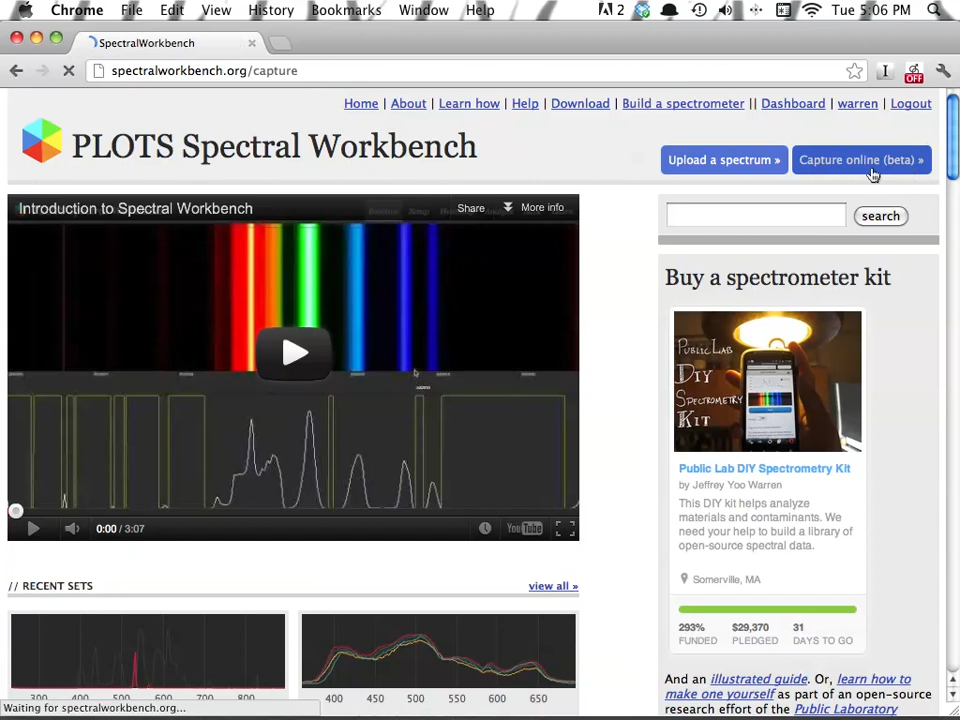 Chrome File Edit View History Bookmarks Window Help 2 Tue 5:06 PM
SpectralWorkbench
spectralworkbench.org/capture OFF
Home | About | Learn how | Help | Download | Build a spectrometer || Dashboard | warren | Logout
PLOTS Spectral Workbench
Upload a spectrum » Capture online (beta) »
Introduction to Spectral Workbench Share More info
search
Buy a spectrometer kit
PUBLIC LAB
DIY
SPECTROMETRY
KIT
Public Lab DIY Spectrometry Kit
by Jeffrey Yoo Warren
This DIY kit helps analyze
materials and contaminants. We
need your help to build a library
of open-source spectral data.
Somerville, MA
293% $29,370 31
FUNDED PLEDGED DAYS TO GO
0:00 / 3:07 YouTube
// RECENT SETS view all »
300 400 500 600 700 800
400 450 500 550 600 650
And an illustrated guide. Or, learn how to
make one yourself as part of an open-source
research effort of the Public Laboratory
Waiting for spectralworkbench.org...